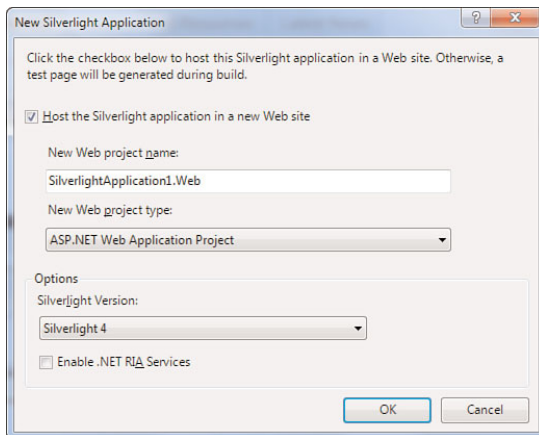 New Silverlight Application
Click the checkbox below to host this Silverlight application in a Web site. Otherwise, a
test page will be generated during build.
Host the Silverlight application in a new Web site
New Web project name:
SilverlightApplication1.Web
New Web project type:
ASP.NET Web Application Project
Options
Silverlight Version:
Silverlight 4
Enable .NET RIA Services
OK
Cancel